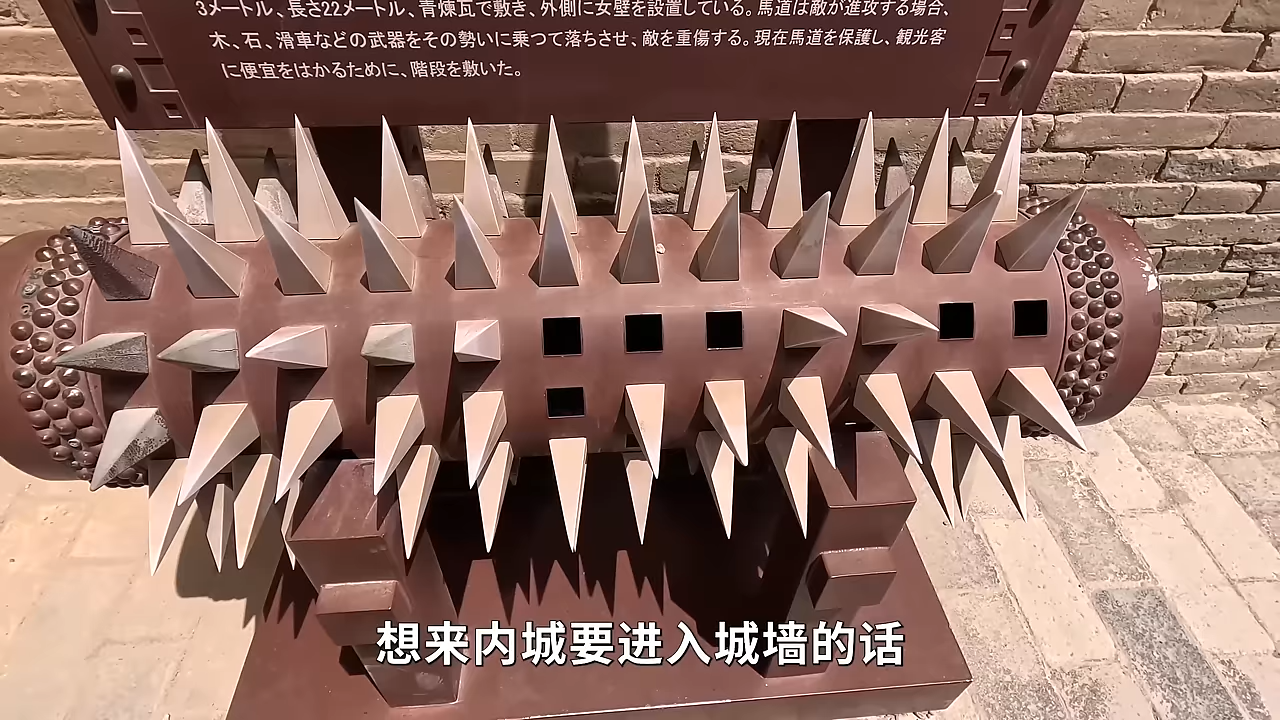 3メートル、長さ22メートル、青煉瓦で敷き、外側に女壁を設置している。馬道は敵が進攻する場合、
木、石、滑車などの武器をその勢いに乗つて落ちさせ、敵を重傷する。現在馬道を保護し、観光客
に便宜をはかるために、階段を敷いた。
想来内城要进入城墙的话